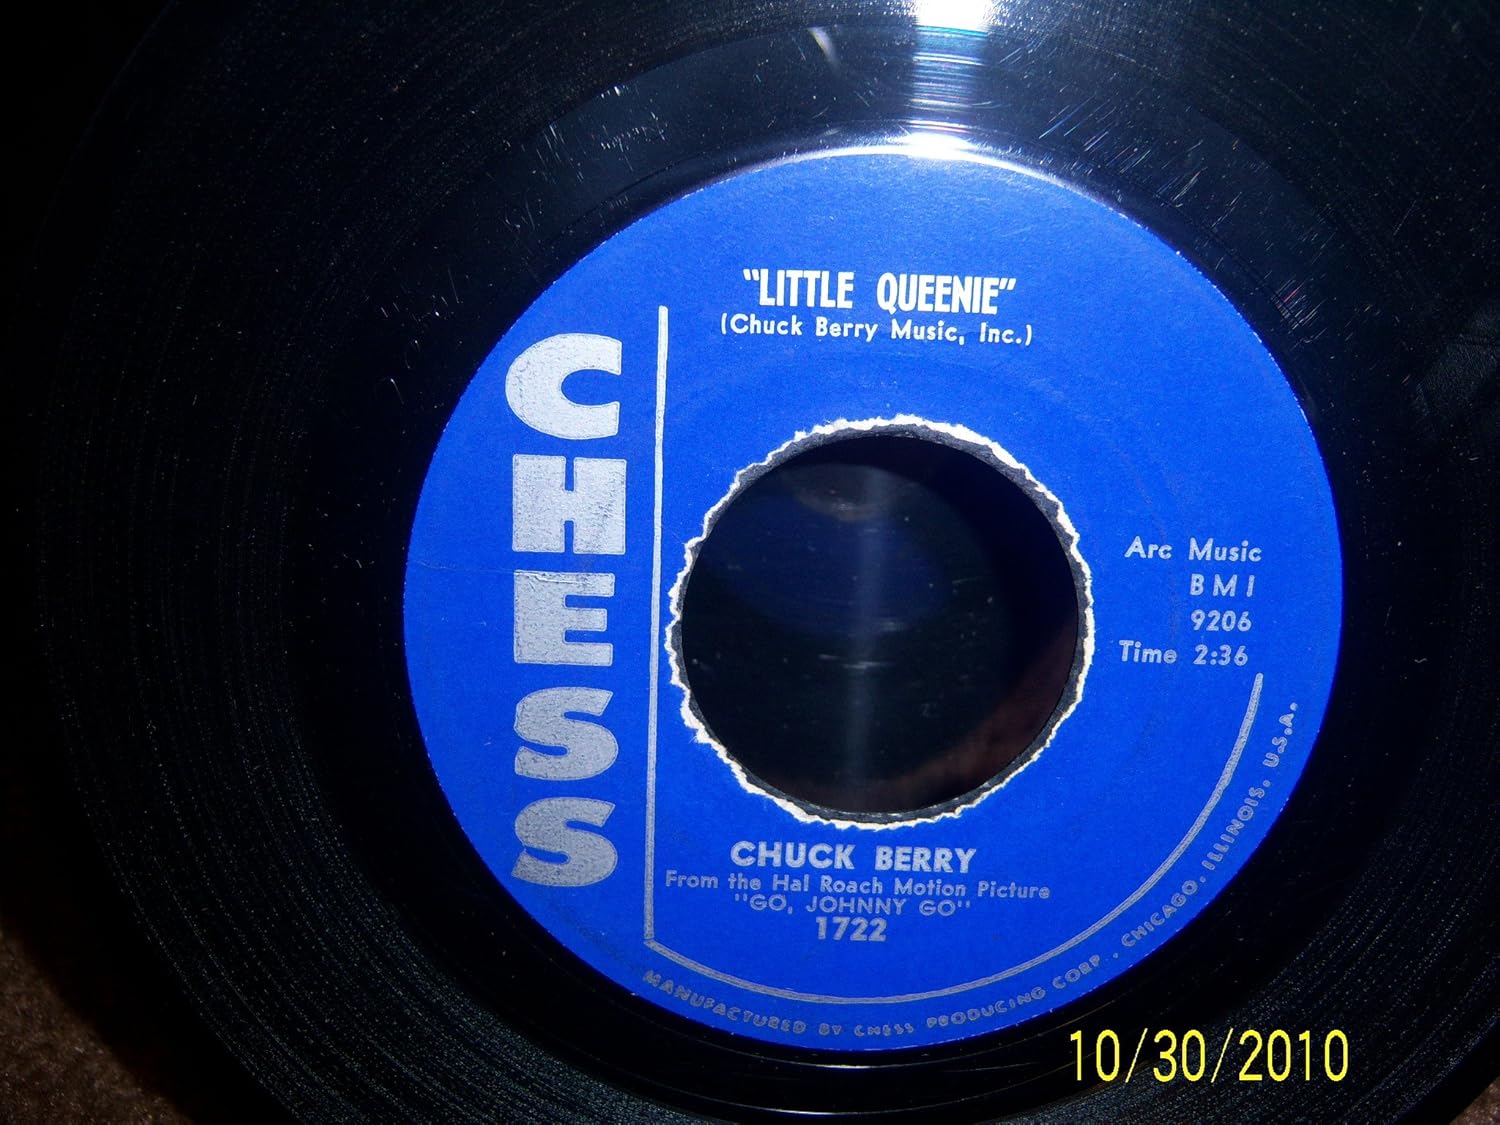 "LITTLE QUEENIE"
(Chuck Berry Music, Inc.)
CHESS
Arc Music
BMI
9206
Time 2:36
CHUCK BERRY
From the Hal Roach Motion Picture
"GO, JOHNNY GO"
1722
MANUFACTURED BY CHESS PRODUCING CORP., CHICAGO, ILLINOIS, U.S.A.
10/30/2010